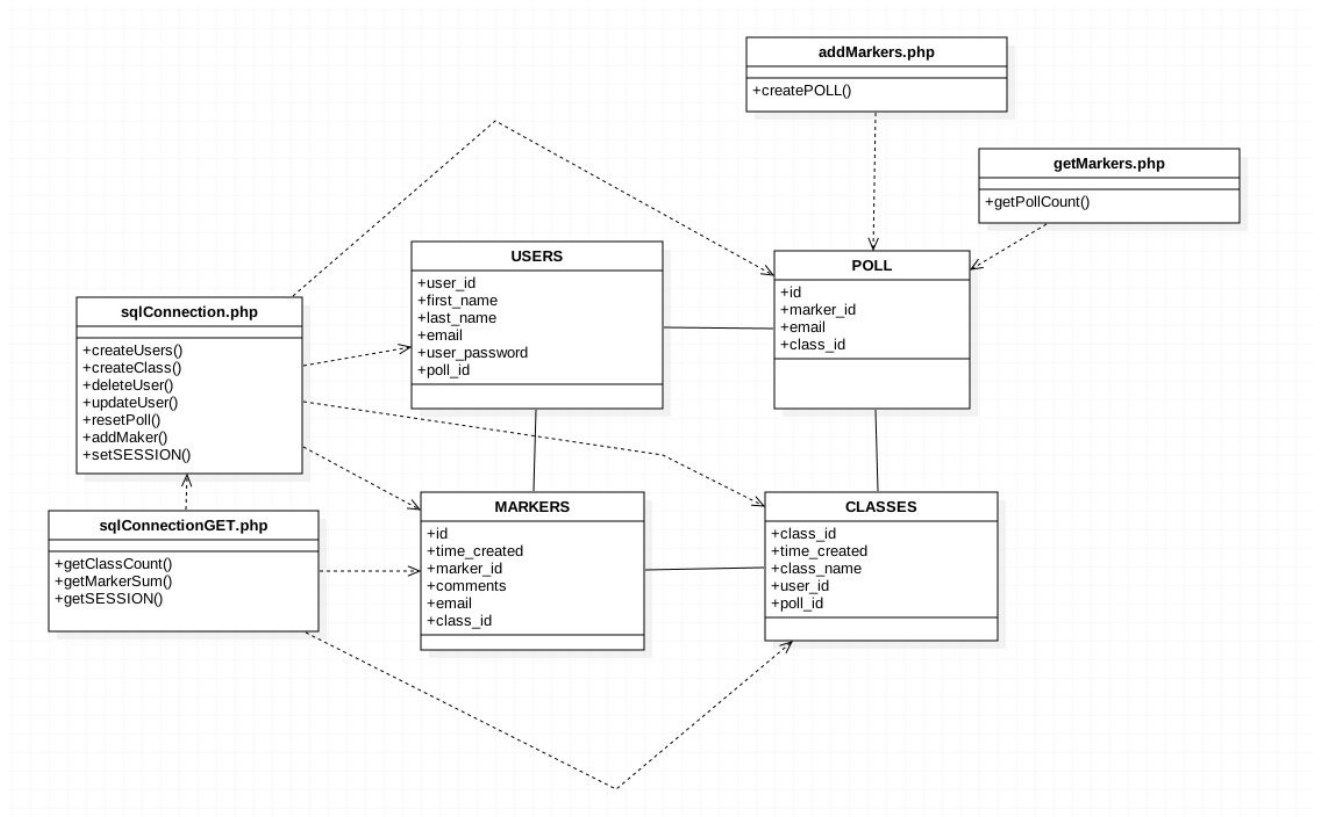 addMarkers.php
+createPOLL()
getMarkers.php
+getPollCount()
USERS
+user_id
+first_name
+last_name
+email
+user_password
+poll_id
POLL
+id
+marker_id
+email
+class_id
sqlConnection.php
+createUsers()
+createClass()
+deleteUser()
+updateUser()
+resetPoll()
+addMaker()
+setSESSION()
MARKERS
+id
+time_created
+marker_id
+comments
+email
+class_id
CLASSES
+class_id
+time_created
+class_name
+user_id
+poll_id
sqlConnectionGET.php
+getClassCount()
+getMarkerSum()
+getSESSION()